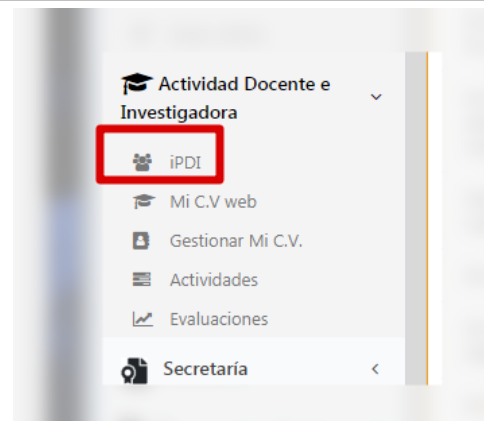 Actividad Docente e
Investigadora
iPDI
Mi C.V web
Gestionar Mi C.V.
Actividades
Evaluaciones
Secretaría